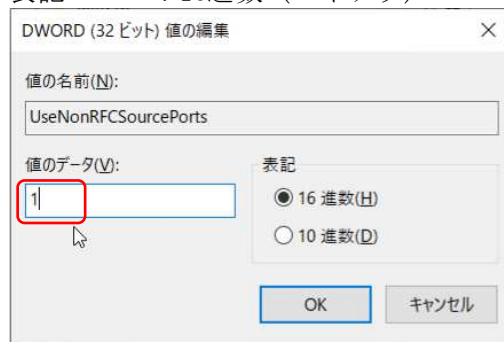 DWORD (32 ビット) 値の編集
値の名前(N):
UseNonRFCSourcePorts
値のデータ(V):
1
表記
16 進数(H)
10 進数(D)
OK
キャンセル